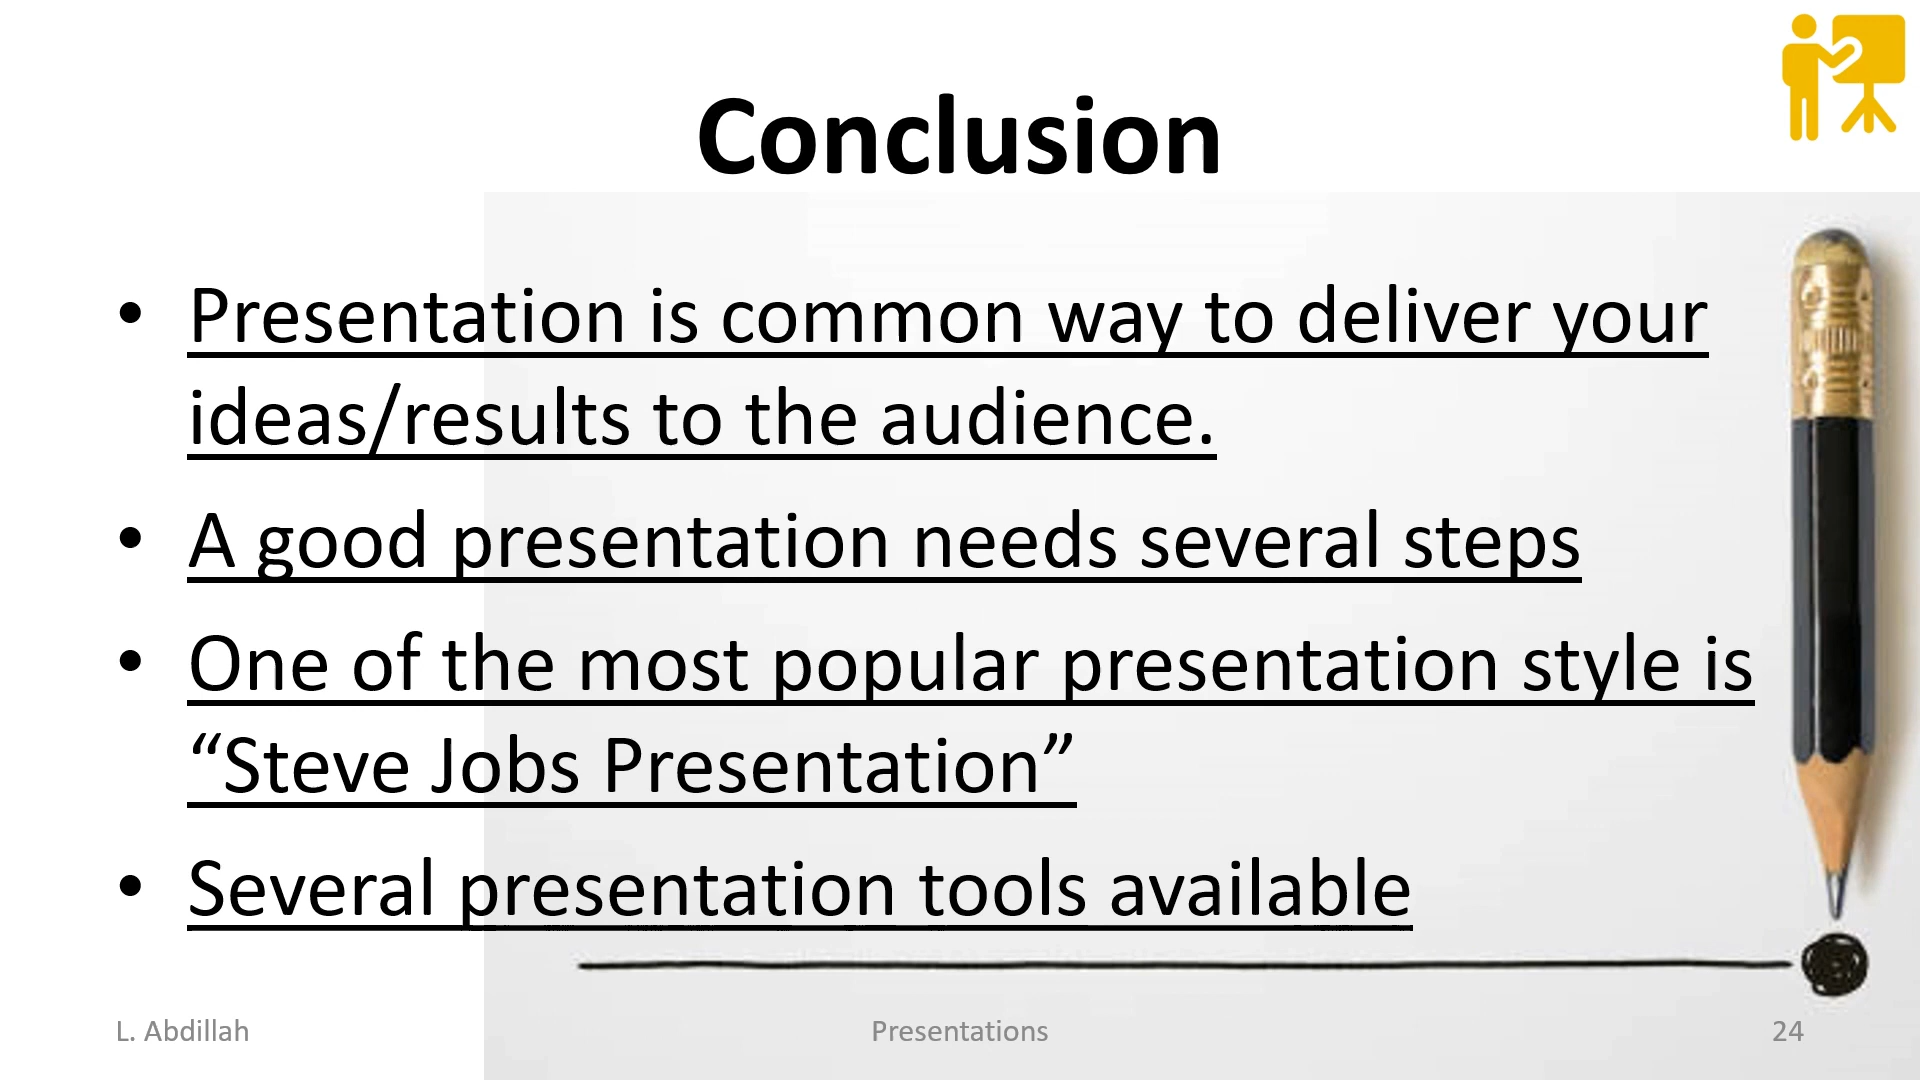 Conclusion
• Presentation is common way to deliver your
ideas/results to the audience.
• A good presentation needs several steps
• One of the most popular presentation style is
“Steve Jobs Presentation”
• Several presentation tools available
L. Abdillah
Presentations
24